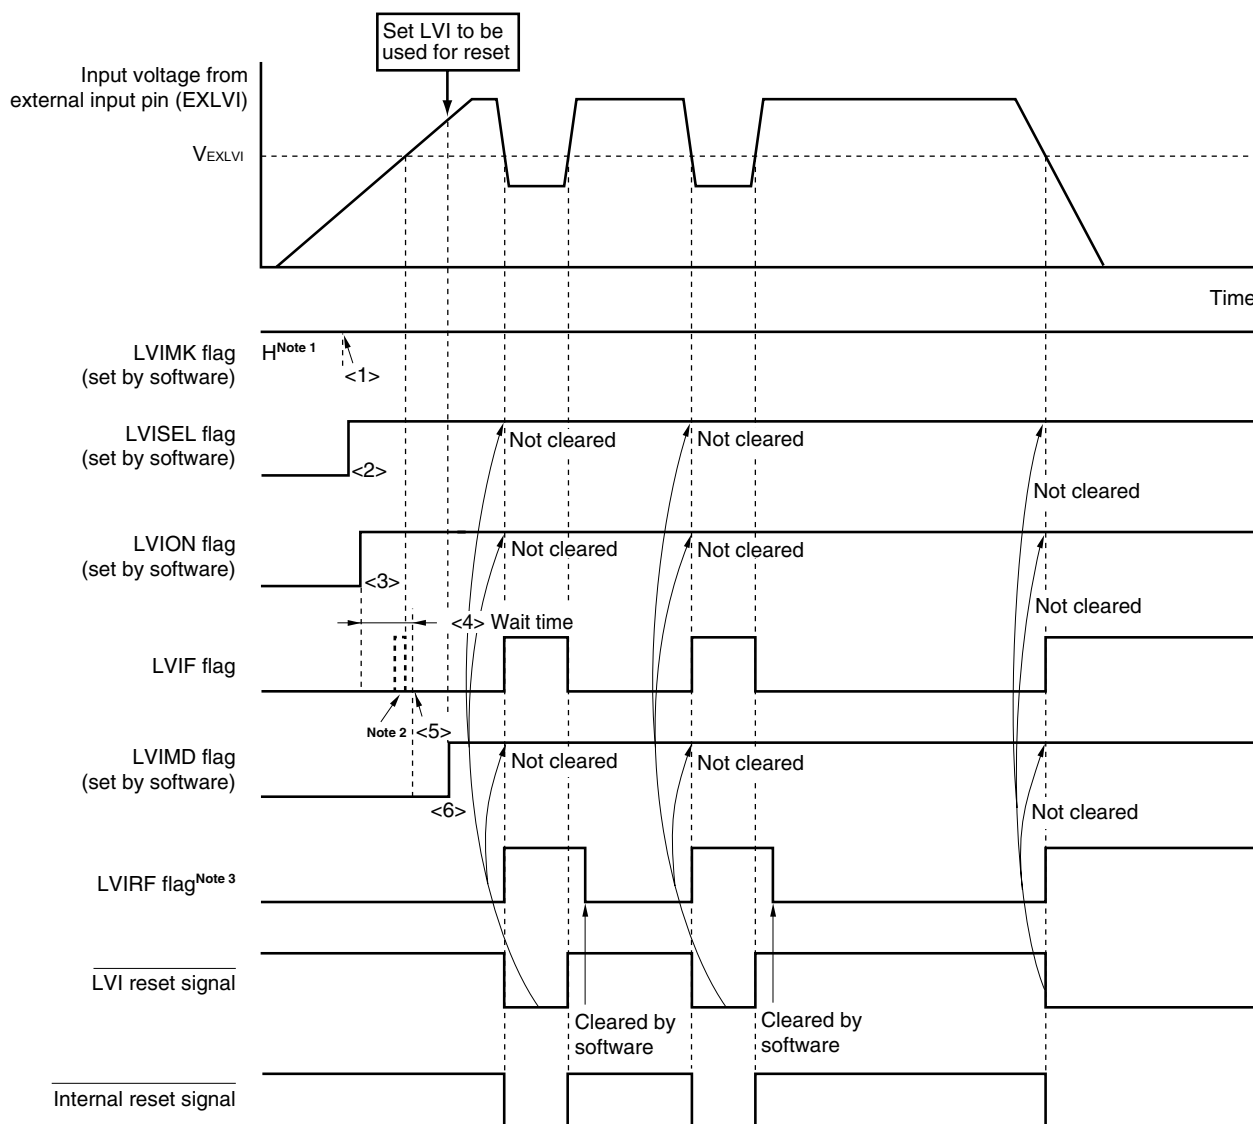 Set LVI to be
used for reset
Input voltage from
external input pin (EXLVI)
VEXLVI
Time
LVIMK flag
(set by software)
HNote 1
<1>
LVISEL flag
(set by software)
<2>
Not cleared
Not cleared
Not cleared
LVION flag
(set by software)
<3>
Not cleared
Not cleared
Not cleared
<4> Wait time
LVIF flag
Note 2
<5>
LVIMD flag
(set by software)
<6>
Not cleared
Not cleared
Not cleared
LVIRF flagNote 3
LVI reset signal
Cleared by
software
Cleared by
software
Internal reset signal